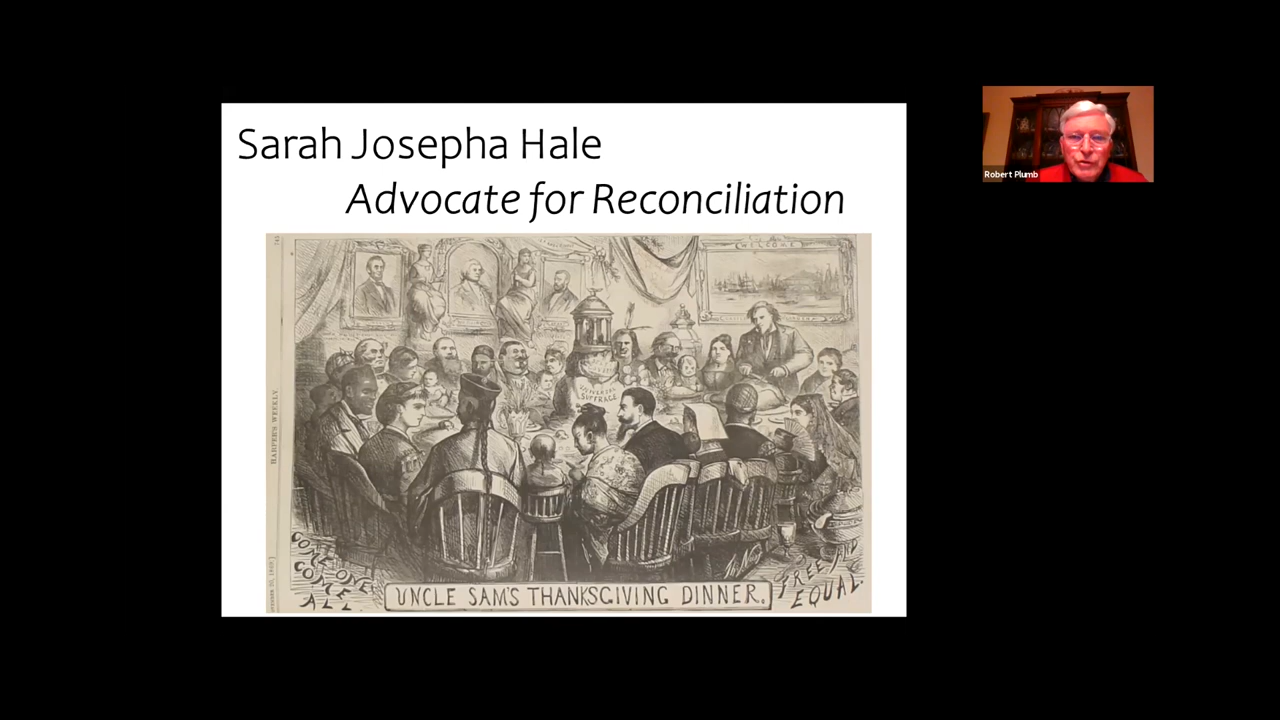 Sarah Josepha Hale
Advocate for Reconciliation
Robert Plumb
WELCOME
HARPER'S WEEKLY
UNIVERSAL
SUFFRAGE
COME ONE
COME
ALL
FREE AND
EQUAL
UNCLE SAM'S THANKSGIVING DINNER.